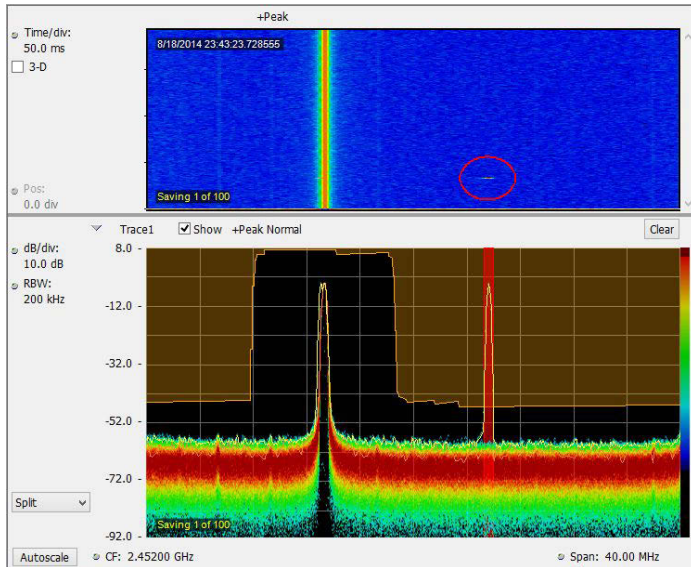 +Peak
Time/div:
50.0 ms
3-D
8/18/2014 23:43:23.728555
Pos:
0.0 div
Saving 1 of 100
Trace1 Show +Peak Normal Clear
dB/div:
10.0 dB
RBW:
200 kHz
8.0 -
-12.0 -
-32.0 -
-52.0 -
-72.0 -
-92.0 -
Split
Saving 1 of 100
Autoscale CF: 2.45200 GHz Span: 40.00 MHz